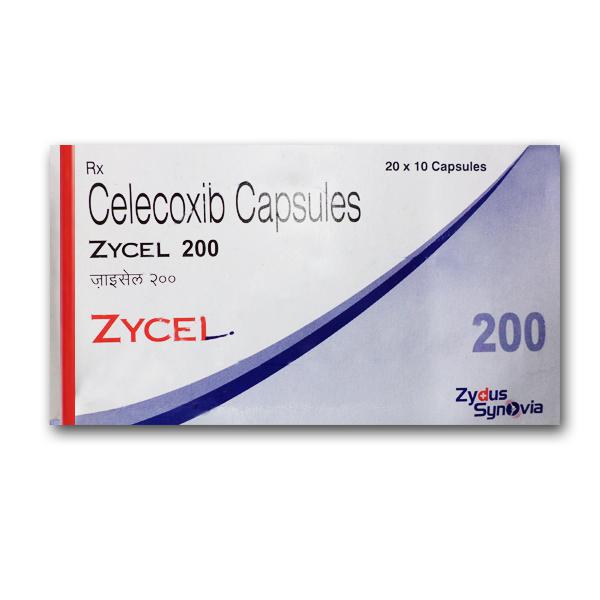 Rx
20 x 10 Capsules
Celecoxib Capsules
ZYCEL 200
ज़ाइसेल २००
ZYCEL
200
Zydus
Synovia